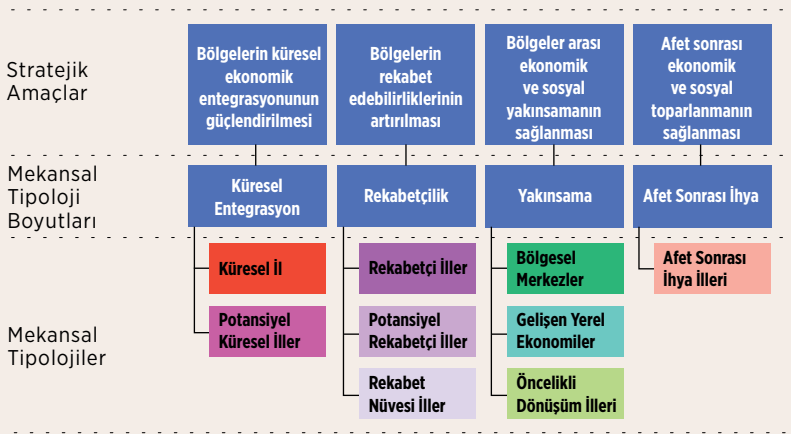 Stratejik
Amaçlar
Bölgelerin küresel
ekonomik
entegrasyonunun
güçlendirilmesi
Bölgelerin
rekabet
edebilirliklerinin
artırılması
Bölgeler arası
ekonomik
ve sosyal
yakınsamanın
sağlanması
Afet sonrası
ekonomik
ve sosyal
toparlanmanın
sağlanması
Mekansal
Tipoloji
Boyutları
Küresel
Entegrasyon
Rekabetçilik
Yakınsama
Afet Sonrası İhya
Mekansal
Tipolojiler
Küresel İl
Potansiyel
Küresel İller
Rekabetçi İller
Potansiyel
Rekabetçi İller
Rekabet
Nüvesi İller
Bölgesel
Merkezler
Gelişen Yerel
Ekonomiler
Öncelikli
Dönüşüm İlleri
Afet Sonrası
İhya İlleri